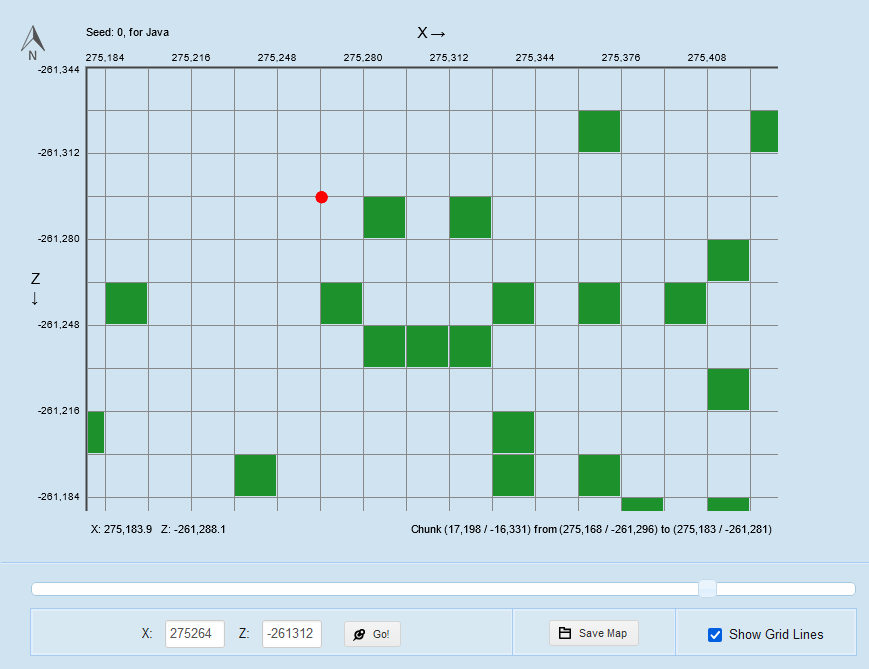 Seed: 0, for Java
X→
N
275,184 275,216 275,248 275,280 275,312 275,344 275,376 275,408
-261,344
-261,312
-261,280
Z
↓
-261,248
-261,216
-261,184
X: 275,183.9 Z: -261,288.1
Chunk (17,198 / -16,331) from (275,168 / -261,296) to (275,183 / -261,281)
X: 275264 Z: -261312 Go! Save Map Show Grid Lines